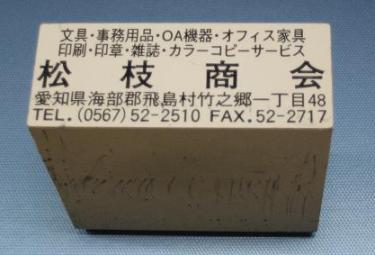 文具・事務用品・OA機器・オフィス家具
印刷・印章・雑誌・カラーコピーサービス
松枝商会
愛知県海部郡飛島村竹之郷一丁目48
TEL.(0567)52-2510 FAX.52-2717